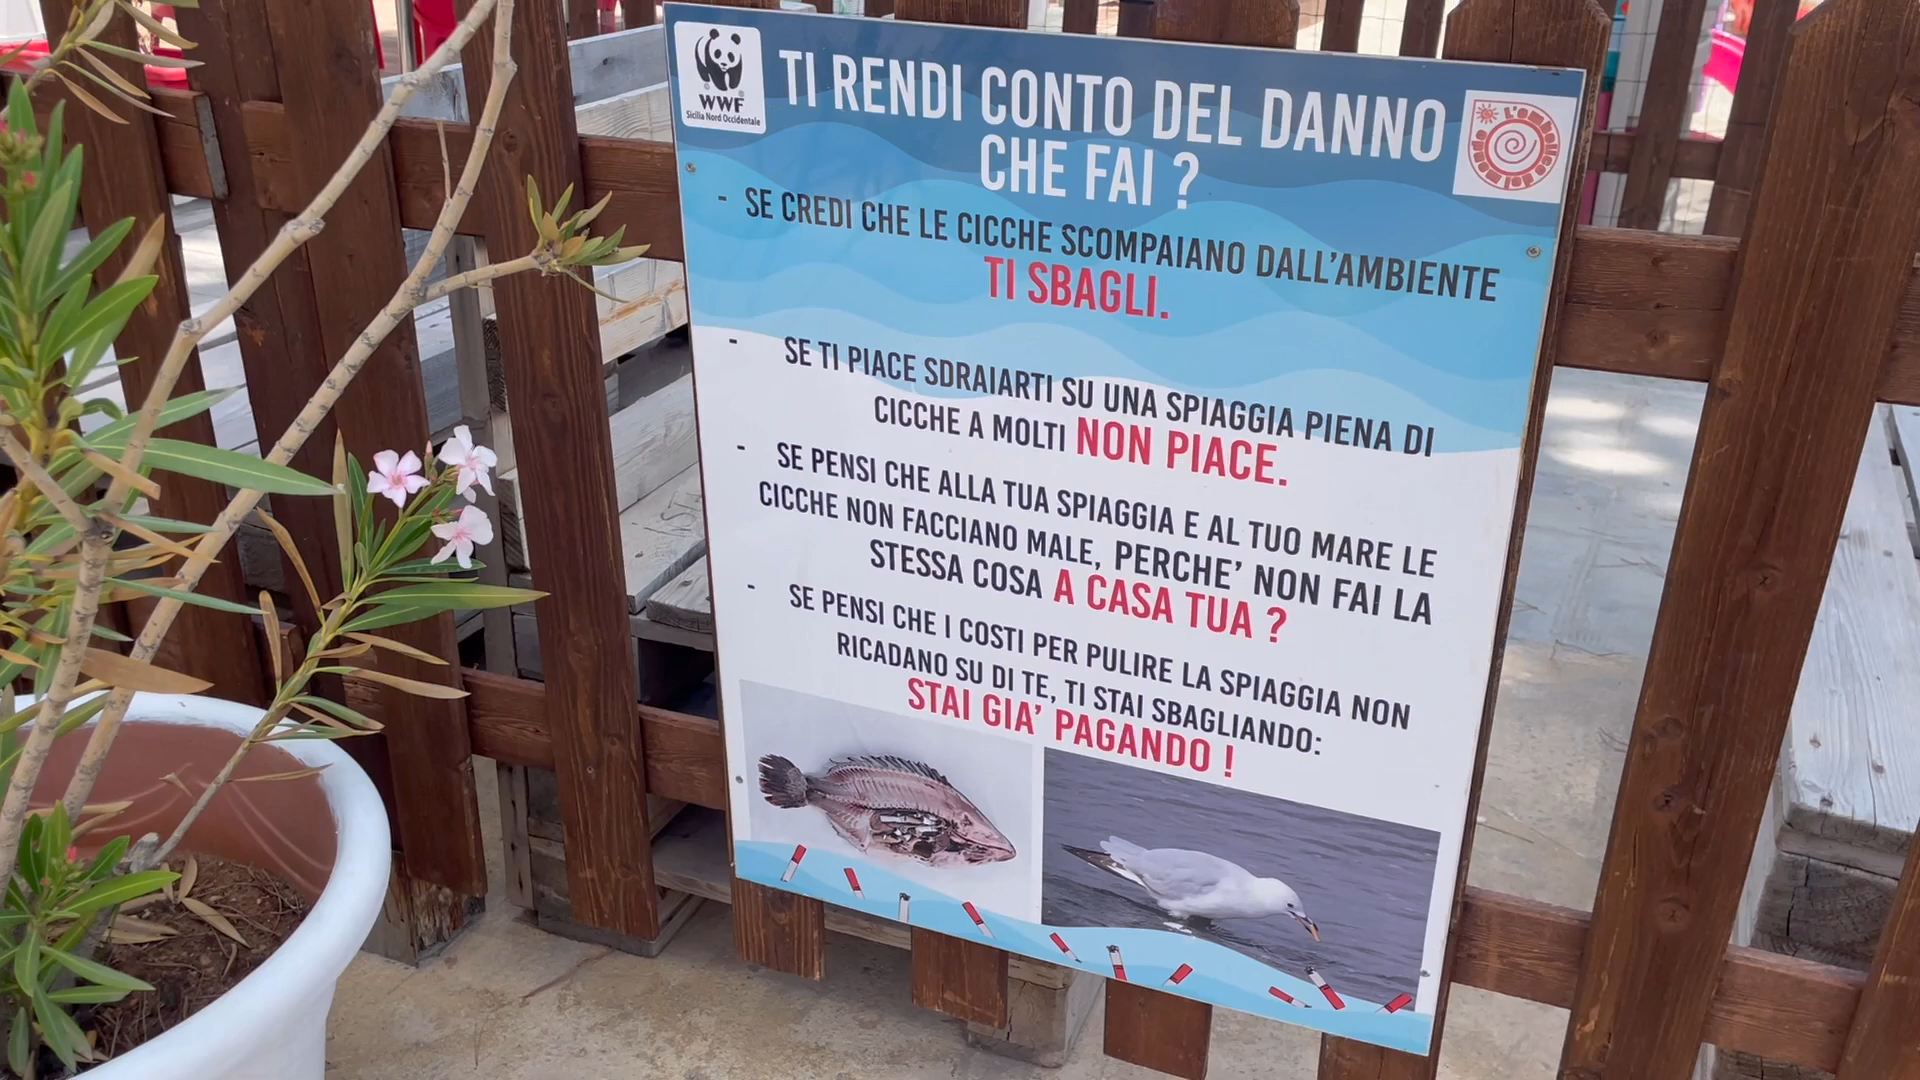 WWF
Sicilia Nord Occidentale
TI RENDI CONTO DEL DANNO
CHE FAI ?
L'ombelico del mondo
- SE CREDI CHE LE CICCHE SCOMPAIANO DALL'AMBIENTE
TI SBAGLI.
- SE TI PIACE SDRAIARTI SU UNA SPIAGGIA PIENA DI
CICCHE A MOLTI NON PIACE.
- SE PENSI CHE ALLA TUA SPIAGGIA E AL TUO MARE LE
CICCHE NON FACCIANO MALE, PERCHE' NON FAI LA
STESSA COSA A CASA TUA ?
- SE PENSI CHE I COSTI PER PULIRE LA SPIAGGIA NON
RICADANO SU DI TE, TI STAI SBAGLIANDO:
STAI GIA' PAGANDO !